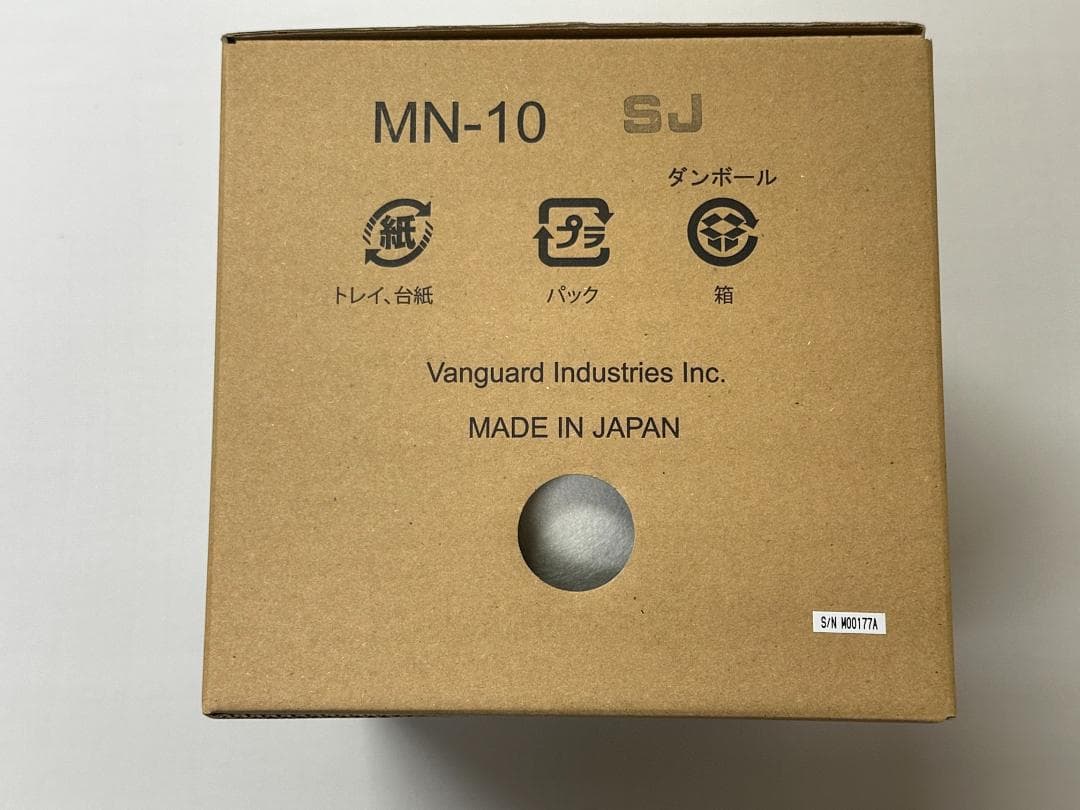 MN-10 SJ
ダンボール
紙 プラ
トレイ、台紙 パック 箱
Vanguard Industries Inc.
MADE IN JAPAN
S/N M00177A